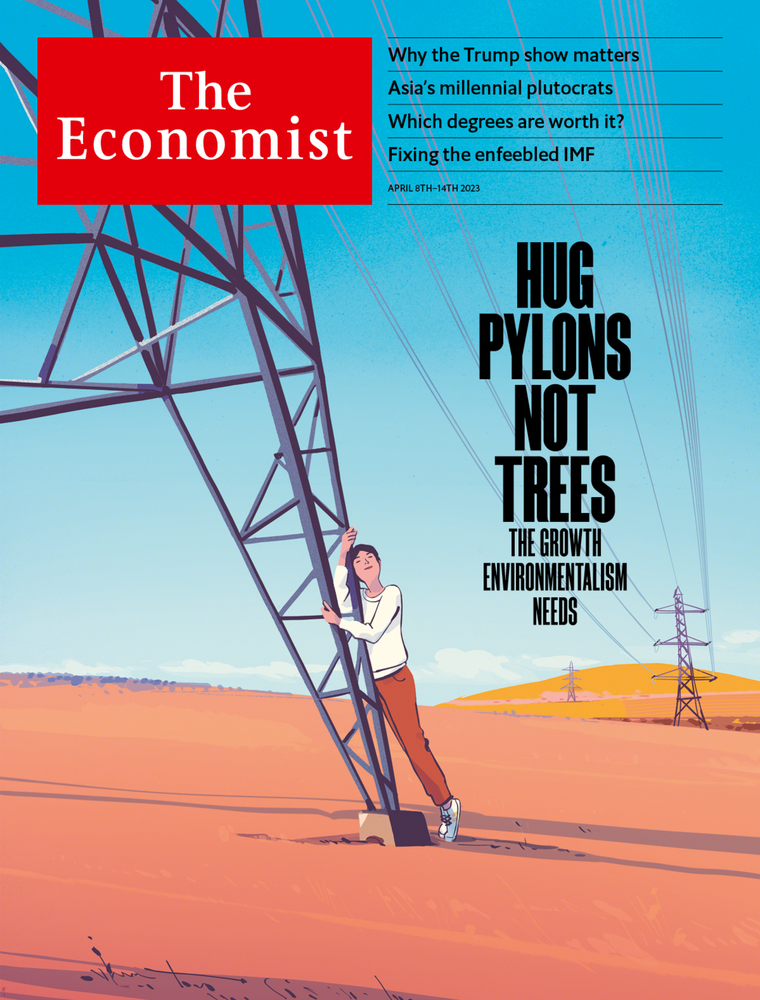 The
Economist
Why the Trump show matters
Asia’s millennial plutocrats
Which degrees are worth it?
Fixing the enfeebled IMF
APRIL 8TH–14TH 2023
HUG
PYLONS
NOT
TREES
THE GROWTH
ENVIRONMENTALISM
NEEDS